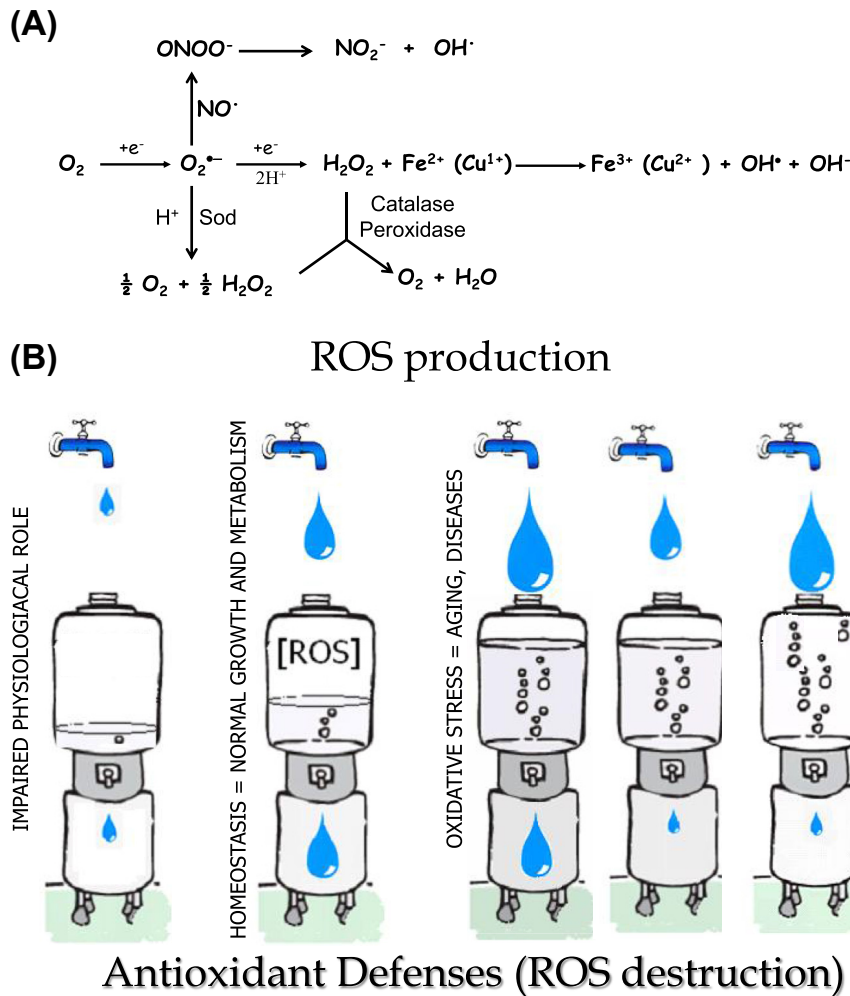 (A)
ONOO⁻ NO₂⁻ + OH˙
NO˙
O₂ +e⁻ O₂•⁻ +e⁻ 2H⁺ H₂O₂ + Fe²⁺ (Cu¹⁺) Fe³⁺ (Cu²⁺ ) + OH• + OH⁻
H⁺ Sod
Catalase
Peroxidase
½ O₂ + ½ H₂O₂
O₂ + H₂O
(B)
ROS production
IMPAIRED PHYSIOLOGIACAL ROLE
HOMEOSTASIS = NORMAL GROWTH AND METABOLISM
[ROS]
OXIDATIVE STRESS = AGING, DISEASES
Antioxidant Defenses (ROS destruction)